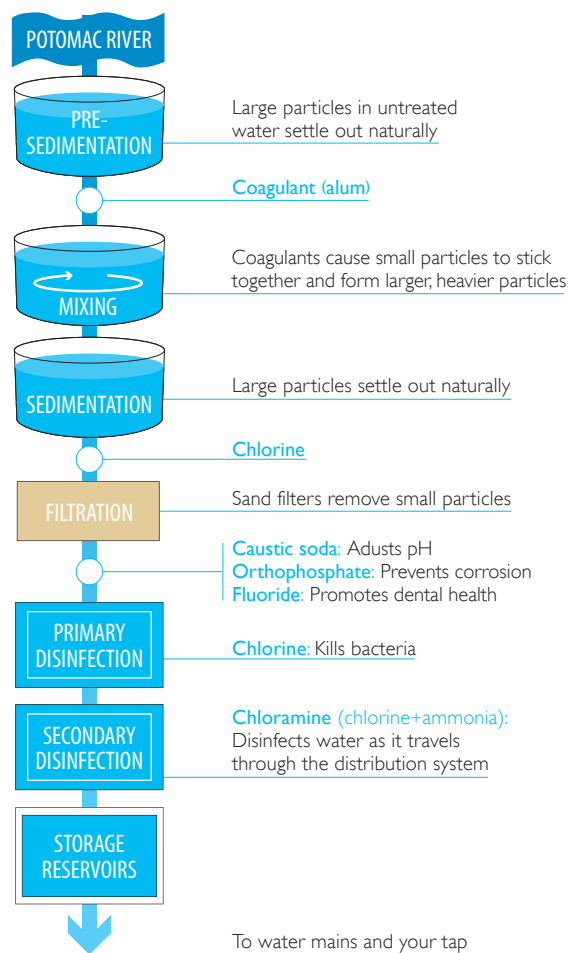 POTOMAC RIVER
PRE-
SEDIMENTATION
Large particles in untreated
water settle out naturally
Coagulant (alum)
MIXING
Coagulants cause small particles to stick
together and form larger, heavier particles
SEDIMENTATION
Large particles settle out naturally
Chlorine
FILTRATION
Sand filters remove small particles
Caustic soda: Adusts pH
Orthophosphate: Prevents corrosion
Fluoride: Promotes dental health
PRIMARY
DISINFECTION
Chlorine: Kills bacteria
SECONDARY
DISINFECTION
Chloramine (chlorine+ammonia):
Disinfects water as it travels
through the distribution system
STORAGE
RESERVOIRS
To water mains and your tap